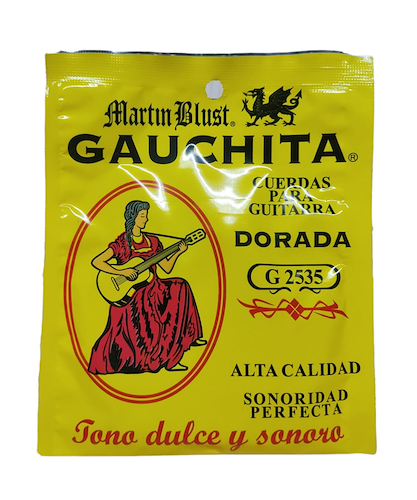 Martin Blust®
GAUCHITA®
CUERDAS
PARA
GUITARRA
DORADA
G 2535
ALTA CALIDAD
SONORIDAD
PERFECTA
Tono dulce y sonoro